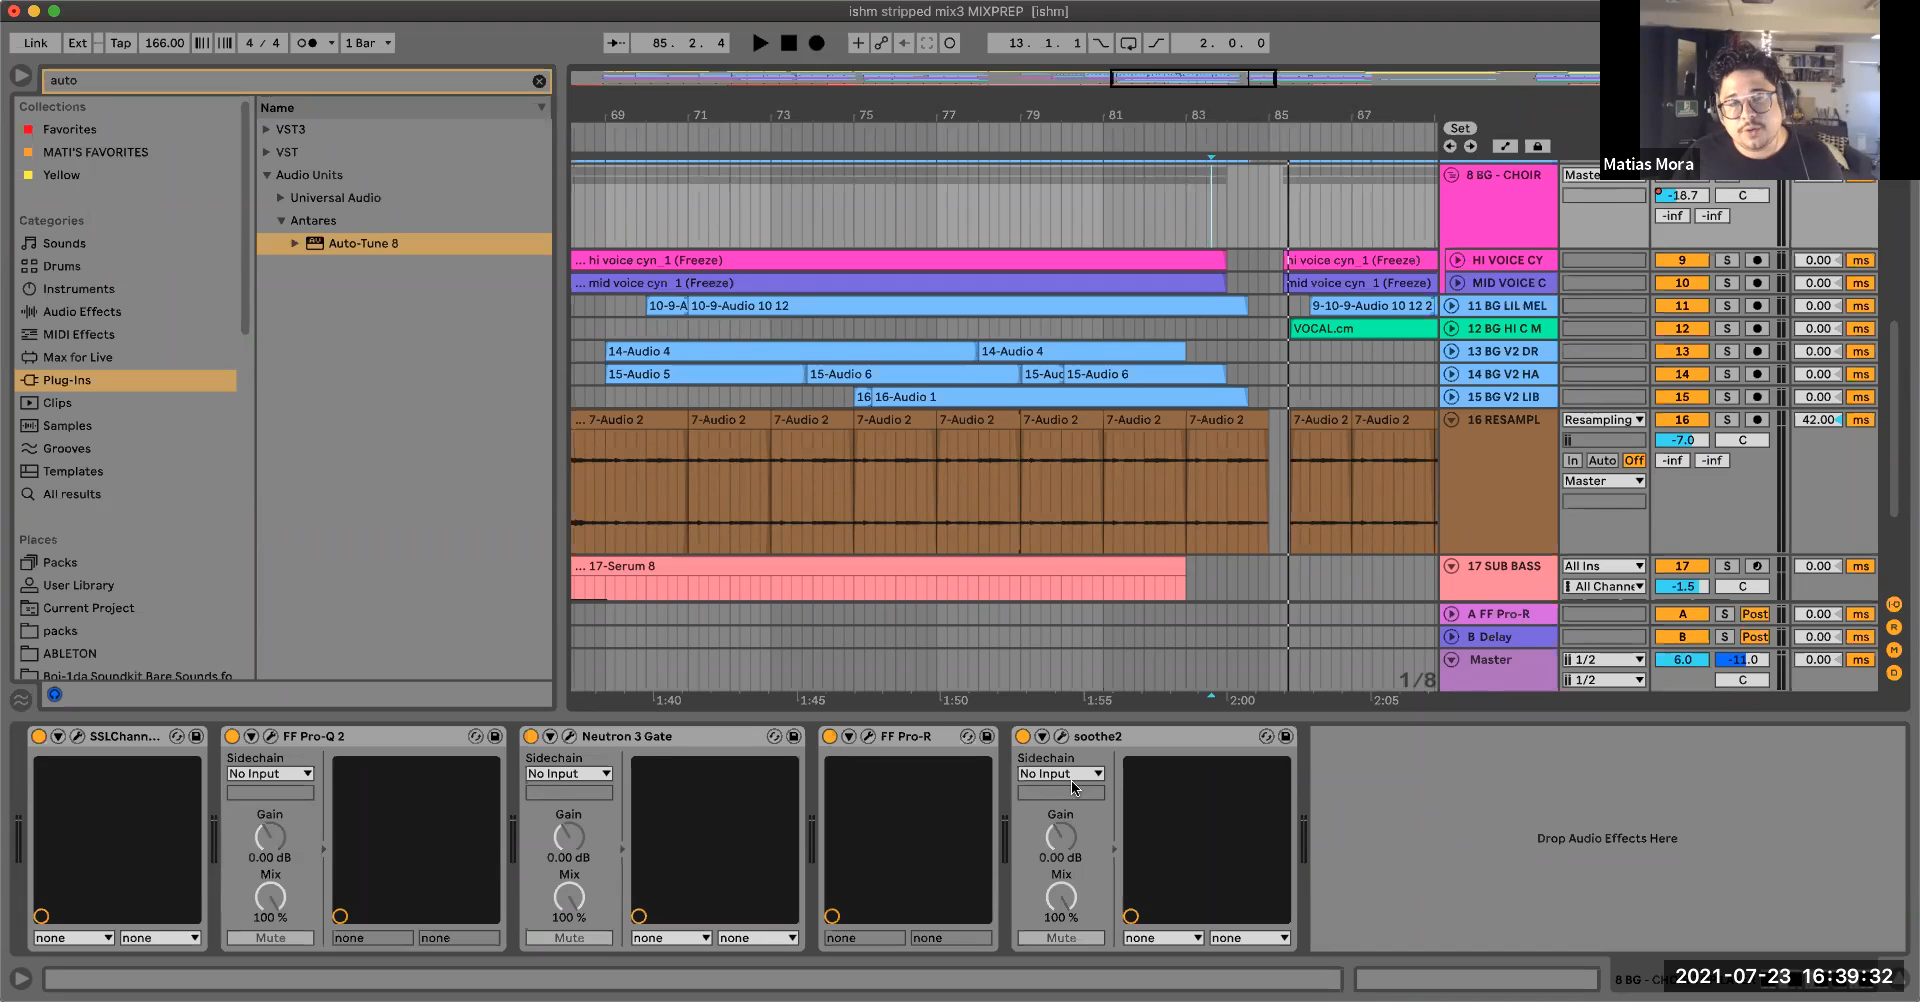 ishm stripped mix3 MIXPREP [ishm]
Link Ext Tap 166.00 4 / 4 1 Bar 85. 2. 4 13. 1. 1 2. 0. 0
Matias Mora
auto
Collections
Favorites
MATI'S FAVORITES
Yellow
Categories
Sounds
Drums
Instruments
Audio Effects
MIDI Effects
Max for Live
Plug-Ins
Clips
Samples
Grooves
Templates
All results
Places
Packs
User Library
Current Project
packs
ABLETON
Boi-1da Soundkit Bare Sounds fo
Name
VST3
VST
Audio Units
Universal Audio
Antares
Auto-Tune 8
69 71 73 75 77 79 81 83 85 87
Set
8 BG - CHOIR Maste -18.7 C
-inf -inf
... hi voice cyn_1 (Freeze) hi voice cyn_1 (Freeze) HI VOICE CY 9 S 0.00 ms
... mid voice cyn 1 (Freeze) mid voice cyn 1 (Freeze) MID VOICE C 10 S 0.00 ms
10-9-A 10-9-Audio 10 12 9-10-9-Audio 10 12 2 11 BG LIL MEL 11 S 0.00 ms
VOCAL.cm 12 BG HI C M 12 S 0.00 ms
14-Audio 4 14-Audio 4 13 BG V2 DR 13 S 0.00 ms
15-Audio 5 15-Audio 6 15-Auc 15-Audio 6 14 BG V2 HA 14 S 0.00 ms
16 16-Audio 1 15 BG V2 LIB 15 S 0.00 ms
... 7-Audio 2 7-Audio 2 7-Audio 2 7-Audio 2 7-Audio 2 7-Audio 2 7-Audio 2 7-Audio 2 7-Audio 2 16 RESAMPL Resampling 16 S 42.00 ms
-7.0 C
In Auto Off -inf -inf
Master
... 17-Serum 8 17 SUB BASS All Ins 17 S 0.00 ms
All Channe -1.5 C
A FF Pro-R A S Post 0.00 ms
B Delay B S Post 0.00 ms
Master 1/2 6.0 -11.0 0.00 ms
1/8 1/2 C
1:40 1:45 1:50 1:55 2:00 2:05
I-O
R
M
D
SSLChann... FF Pro-Q 2 Neutron 3 Gate FF Pro-R soothe2
Sidechain Sidechain Sidechain
No Input No Input No Input
Gain Gain Gain
0.00 dB 0.00 dB 0.00 dB
Mix Mix Mix
100 % 100 % 100 %
none none Mute none none Mute none none none none Mute none none
Drop Audio Effects Here
8 BG - CH
2021-07-23 16:39:32